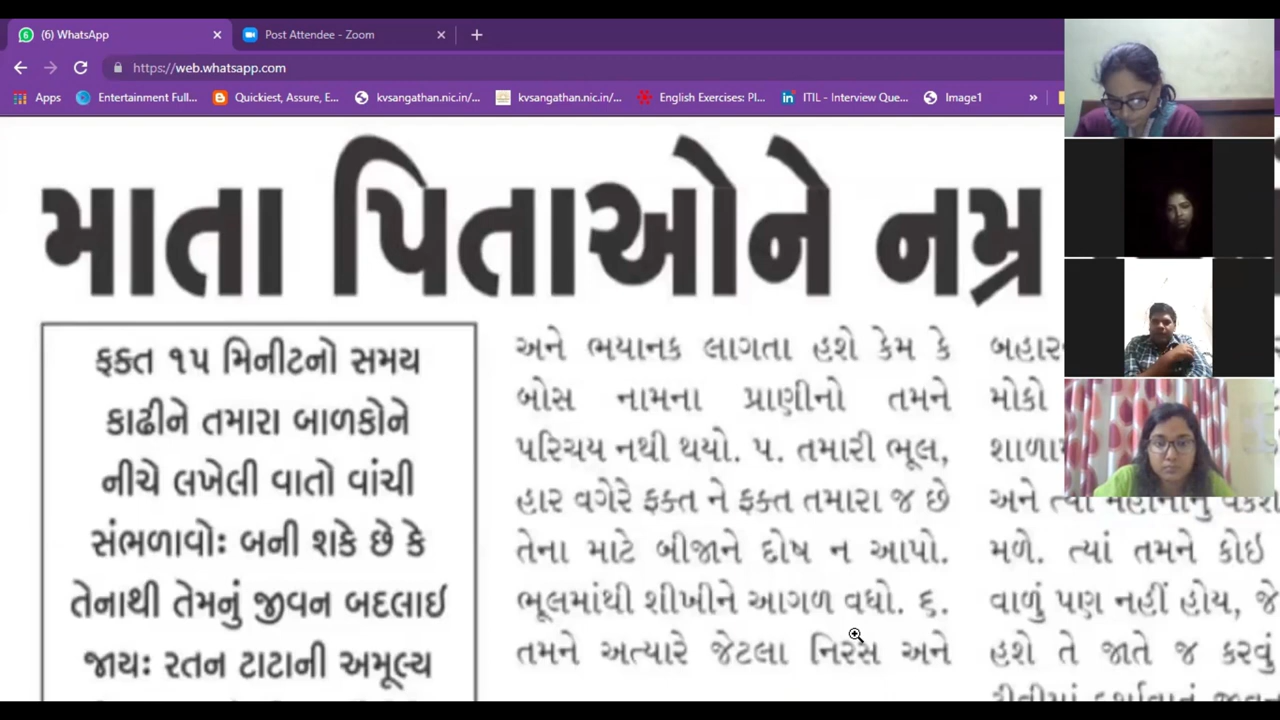 (6) WhatsApp
Post Attendee - Zoom
https://web.whatsapp.com
Apps
Entertainment Full...
Quickiest, Assure, E...
kvsangathan.nic.in/...
kvsangathan.nic.in/...
English Exercises: Pl...
ITIL - Interview Que...
Image1
માતા પિતાઓને નમ્ર
ફક્ત ૧૫ મિનીટનો સમય
કાઢીને તમારા બાળકોને
નીચે લખેલી વાતો વાંચી
સંભળાવોઃ બની શકે છે કે
તેનાથી તેમનું જીવન બદલાઈ
જાયઃ રતન ટાટાની અમૂલ્ય
અને ભયાનક લાગતા હશે કેમ કે
બોસ નામના પ્રાણીનો તમને
પરિચય નથી થયો. ૫. તમારી ભૂલ,
હાર વગેરે ફક્ત ને ફક્ત તમારા જ છે
તેના માટે બીજાને દોષ ન આપો.
ભૂલમાંથી શીખીને આગળ વધો. ૬.
તમને અત્યારે જેટલા નિરસ અને
મોકો
અને ત્યાં
મળે. ત્યાં તમને કોઈ
વાળું પણ નહીં હોય, જે
હશે તે જાતે જ કરવું